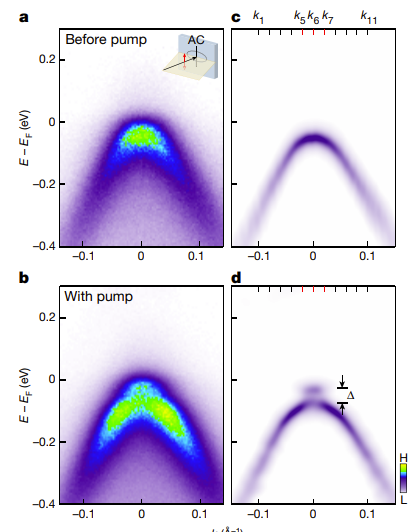 a
Before pump
AC
c
k1 k5 k6 k7 k11
0.2
0
−0.2
−0.4
E − EF (eV)
−0.1 0 0.1
−0.1 0 0.1
b
With pump
d
0.2
0
−0.2
−0.4
E − EF (eV)
Δ
H
L
−0.1 0 0.1
−0.1 0 0.1